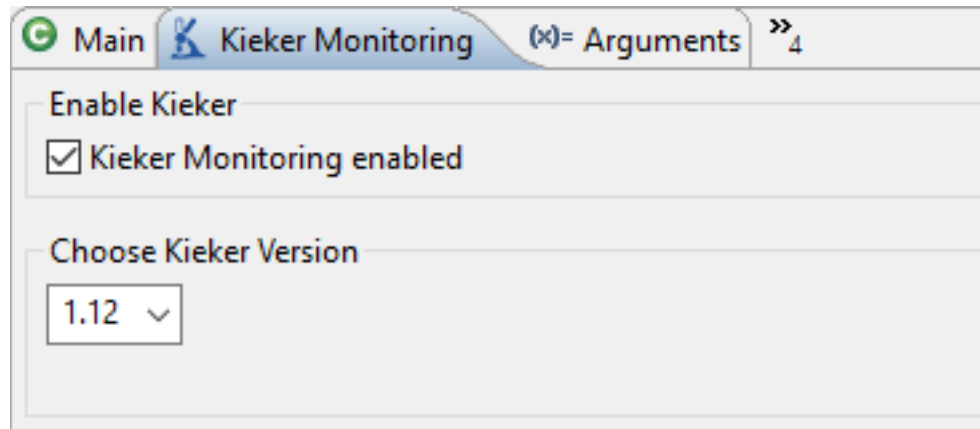 Main Kieker Monitoring (x)= Arguments »4
Enable Kieker
Kieker Monitoring enabled
Choose Kieker Version
1.12